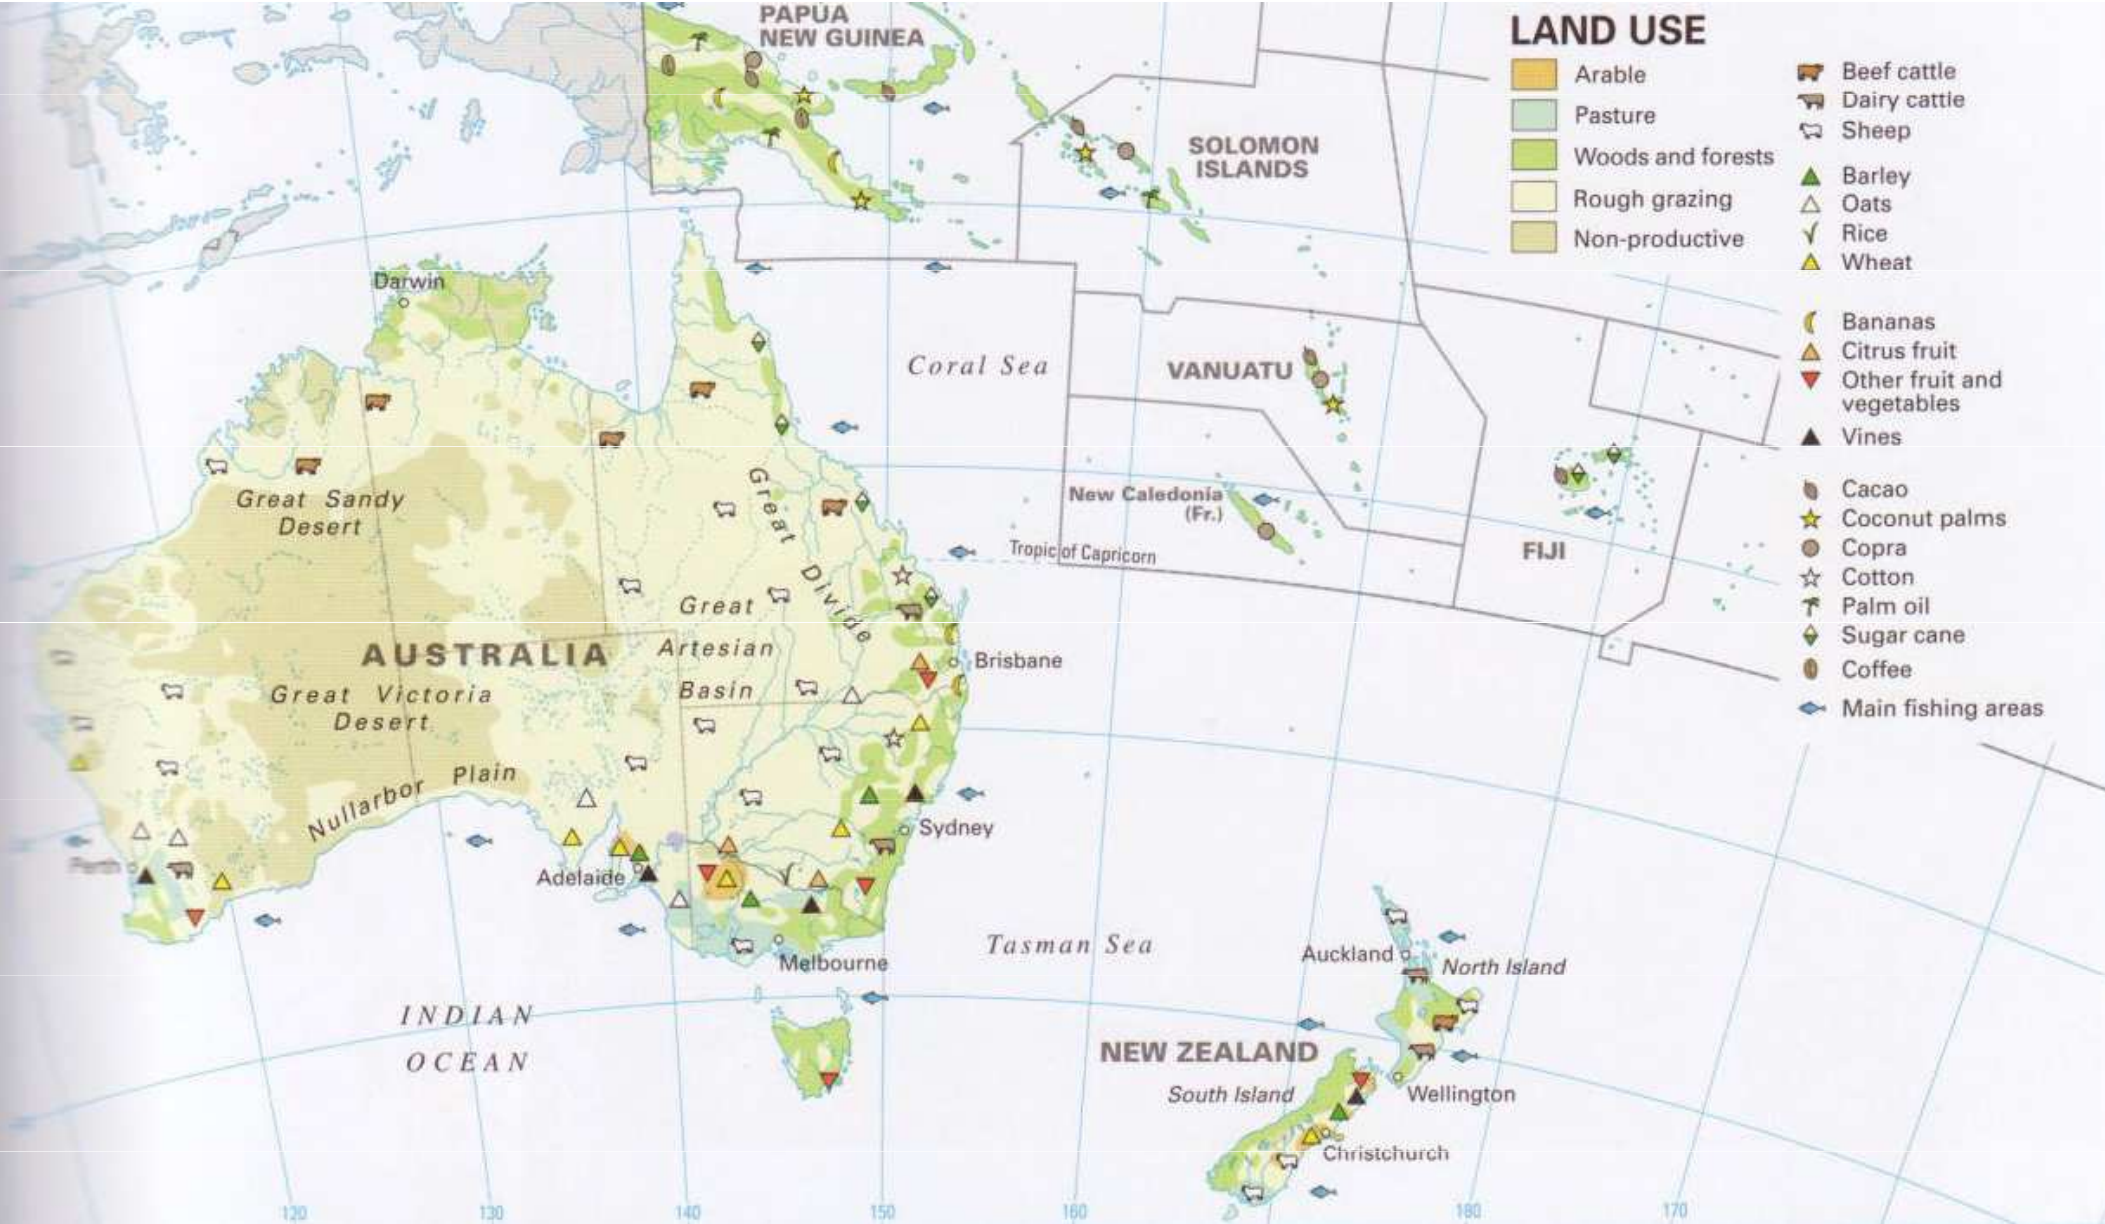 PAPUA
NEW GUINEA
SOLOMON
ISLANDS
Darwin
Coral Sea
VANUATU
Great Sandy
Desert
Great Divide
New Caledonia
(Fr.)
Tropic of Capricorn
FIJI
Great
Artesian
Basin
AUSTRALIA
Brisbane
Great Victoria
Desert
Nullarbor Plain
Sydney
Perth
Adelaide
Melbourne
Tasman Sea
Auckland
North Island
INDIAN
OCEAN
NEW ZEALAND
South Island
Wellington
Christchurch
120
130
140
150
160
180
170
LAND USE
Arable
Pasture
Woods and forests
Rough grazing
Non-productive
Beef cattle
Dairy cattle
Sheep
Barley
Oats
Rice
Wheat
Bananas
Citrus fruit
Other fruit and
vegetables
Vines
Cacao
Coconut palms
Copra
Cotton
Palm oil
Sugar cane
Coffee
Main fishing areas